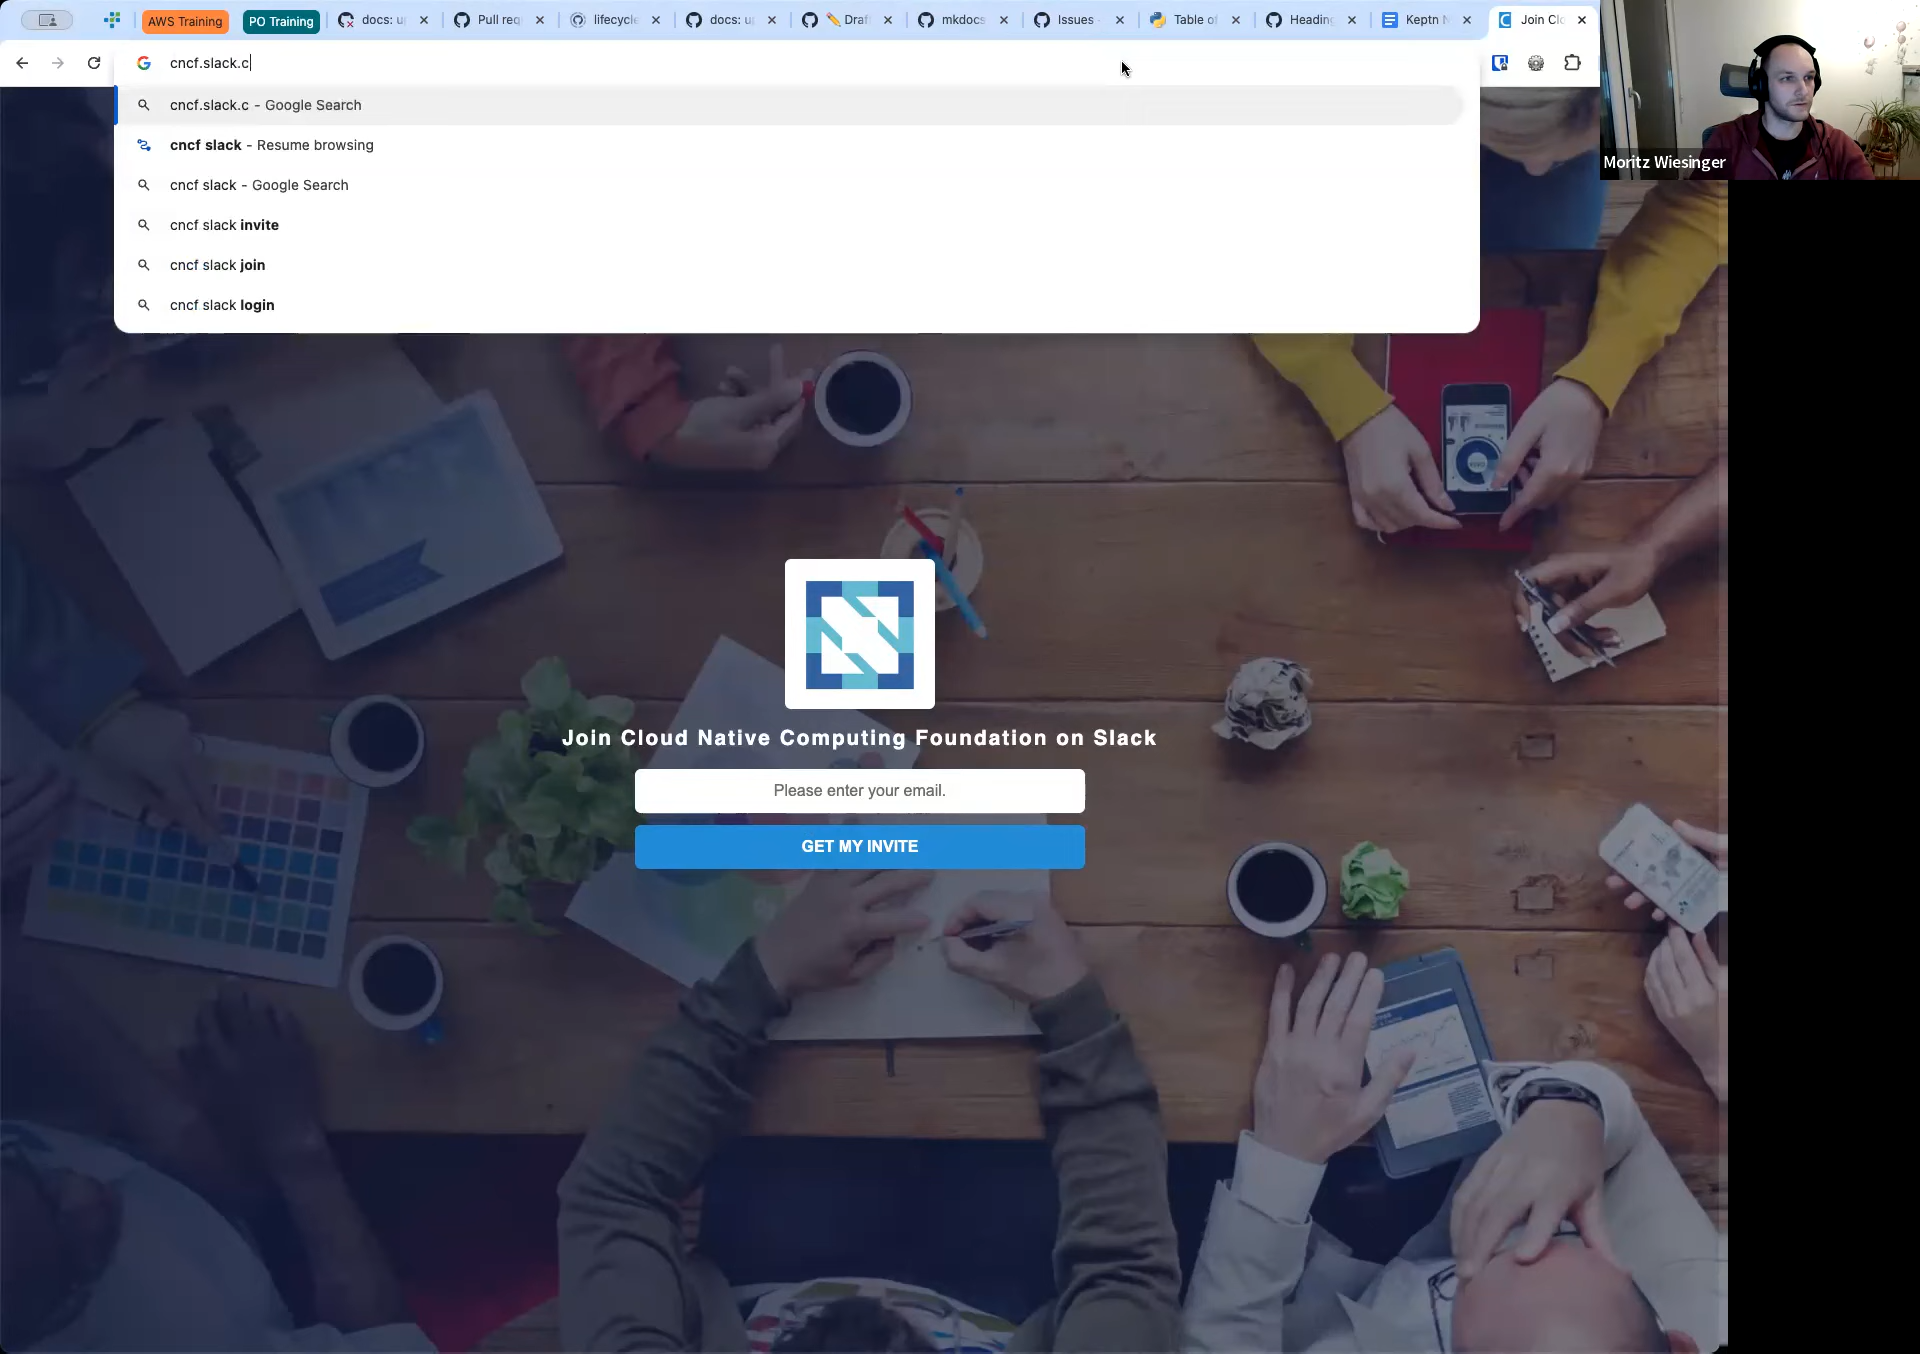 AWS Training
PO Training
docs: u
Pull req
lifecycle
docs: u
Draf
mkdocs
Issues
Table of
Heading
Keptn N
Join Clo
cncf.slack.c
cncf.slack.c - Google Search
cncf slack - Resume browsing
cncf slack - Google Search
cncf slack invite
cncf slack join
cncf slack login
Moritz Wiesinger
Join Cloud Native Computing Foundation on Slack
Please enter your email.
GET MY INVITE